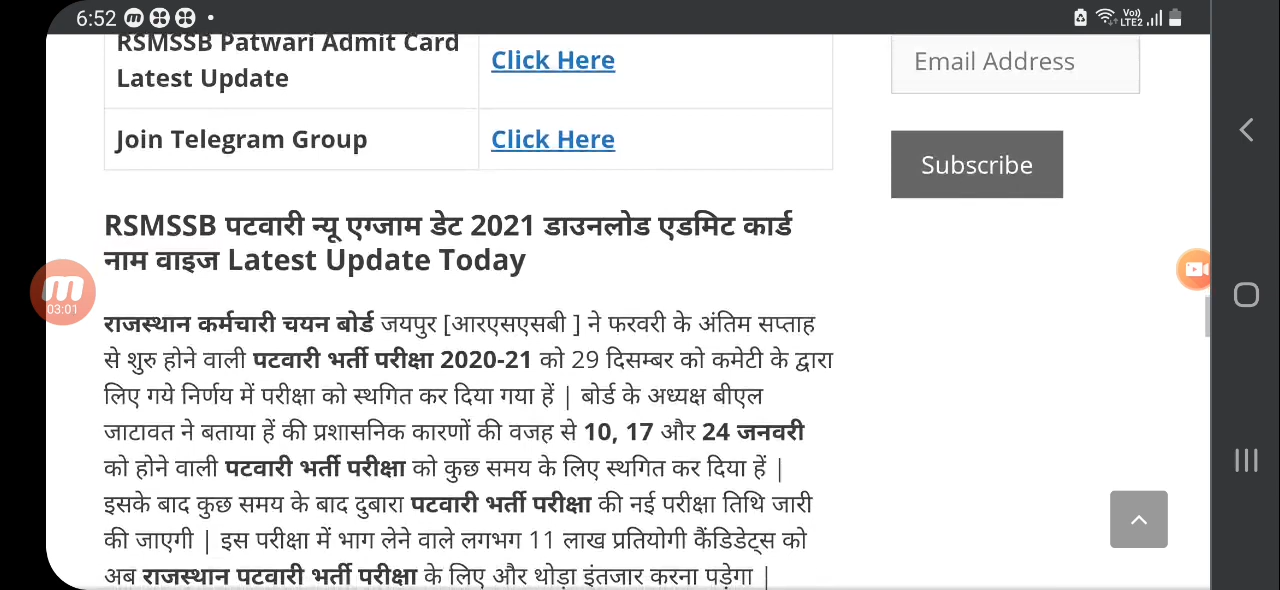 6:52
Vo))
LTE2
RSMSSB Patwari Admit Card
Latest Update
Click Here
Join Telegram Group
Click Here
Email Address
Subscribe
RSMSSB पटवारी न्यू एग्जाम डेट 2021 डाउनलोड एडमिट कार्ड
नाम वाइज Latest Update Today
03:01
राजस्थान कर्मचारी चयन बोर्ड जयपुर [आरएसएसबी ] ने फरवरी के अंतिम सप्ताह
से शुरु होने वाली पटवारी भर्ती परीक्षा 2020-21 को 29 दिसम्बर को कमेटी के द्वारा
लिए गये निर्णय में परीक्षा को स्थगित कर दिया गया हें | बोर्ड के अध्यक्ष बीएल
जाटावत ने बताया हें की प्रशासनिक कारणों की वजह से 10, 17 और 24 जनवरी
को होने वाली पटवारी भर्ती परीक्षा को कुछ समय के लिए स्थगित कर दिया हें |
इसके बाद कुछ समय के बाद दुबारा पटवारी भर्ती परीक्षा की नई परीक्षा तिथि जारी
की जाएगी | इस परीक्षा में भाग लेने वाले लगभग 11 लाख प्रतियोगी कैंडिडेट्स को
अब राजस्थान पटवारी भर्ती परीक्षा के लिए और थोड़ा इंतजार करना पड़ेगा |